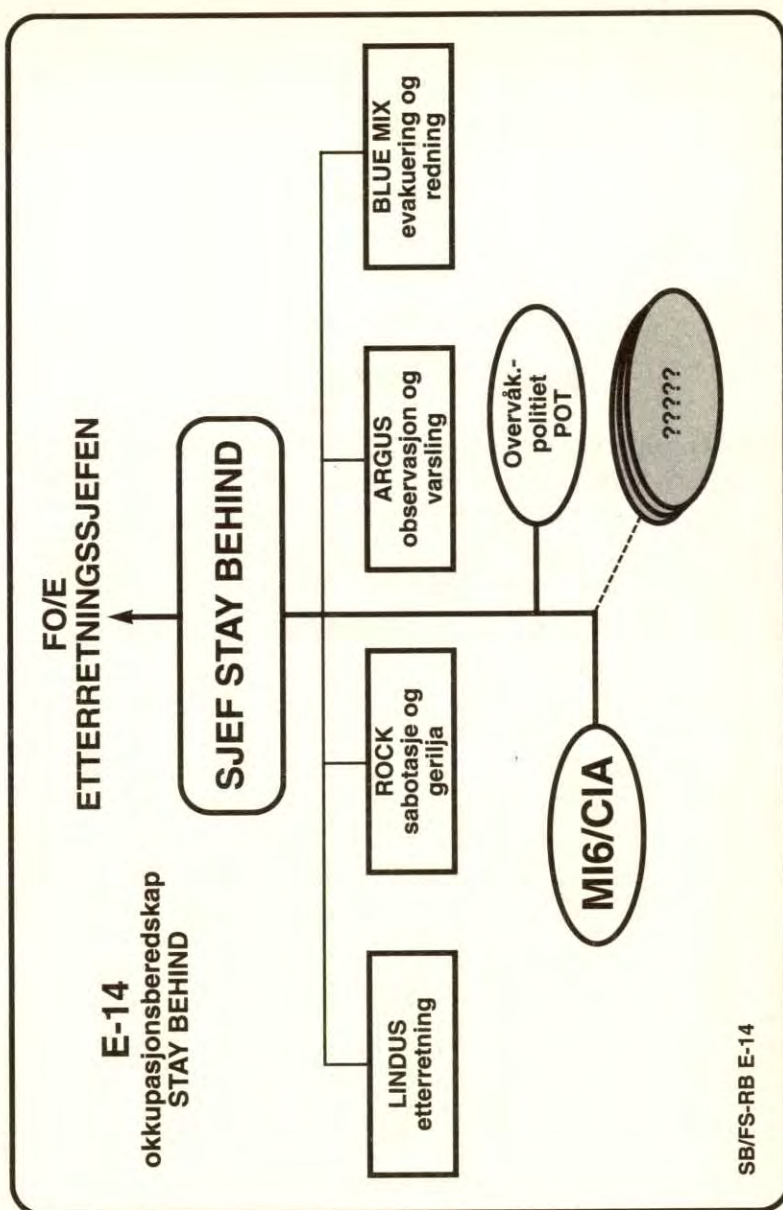 E-14
okkupasjonsberedskap
STAY BEHIND
FO/E
ETTERRETNINGSSJEFEN
SJEF STAY BEHIND
LINDUS
etterretning
ROCK
sabotasje og
gerilja
ARGUS
observasjon og
varsling
BLUE MIX
evakuering og
redning
MI6/CIA
Overvåk.-
politiet
POT
?????
SB/FS-RB E-14